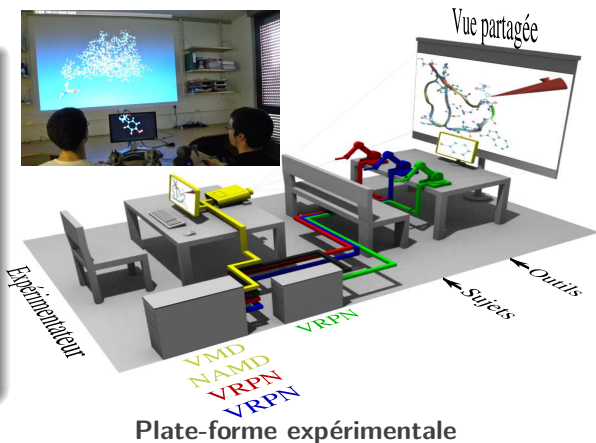 Vue partagée
Expérimentateur
Sujets
Outils
VRPN
VMD
NAMD
VRPN
VRPN
Plate-forme expérimentale